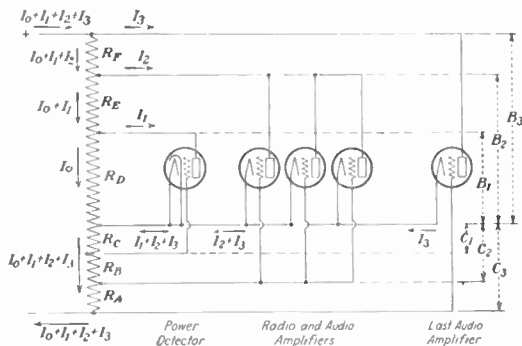 I₀+I₁+I₂+I₃
I₃
+
I₀+I₁+I₂
R_F
I₂
I₀+I₁
R_E
I₁
B₃
B₂
I₀
R_D
B₁
R_C
I₁+I₂+I₃
I₂+I₃
I₃
C₁
C₂
C₃
I₀+I₁+I₂+I₃
R_B
R_A
I₀+I₁+I₂+I₃
Power
Detector
Radio and Audio
Amplifiers
Last Audio
Amplifier